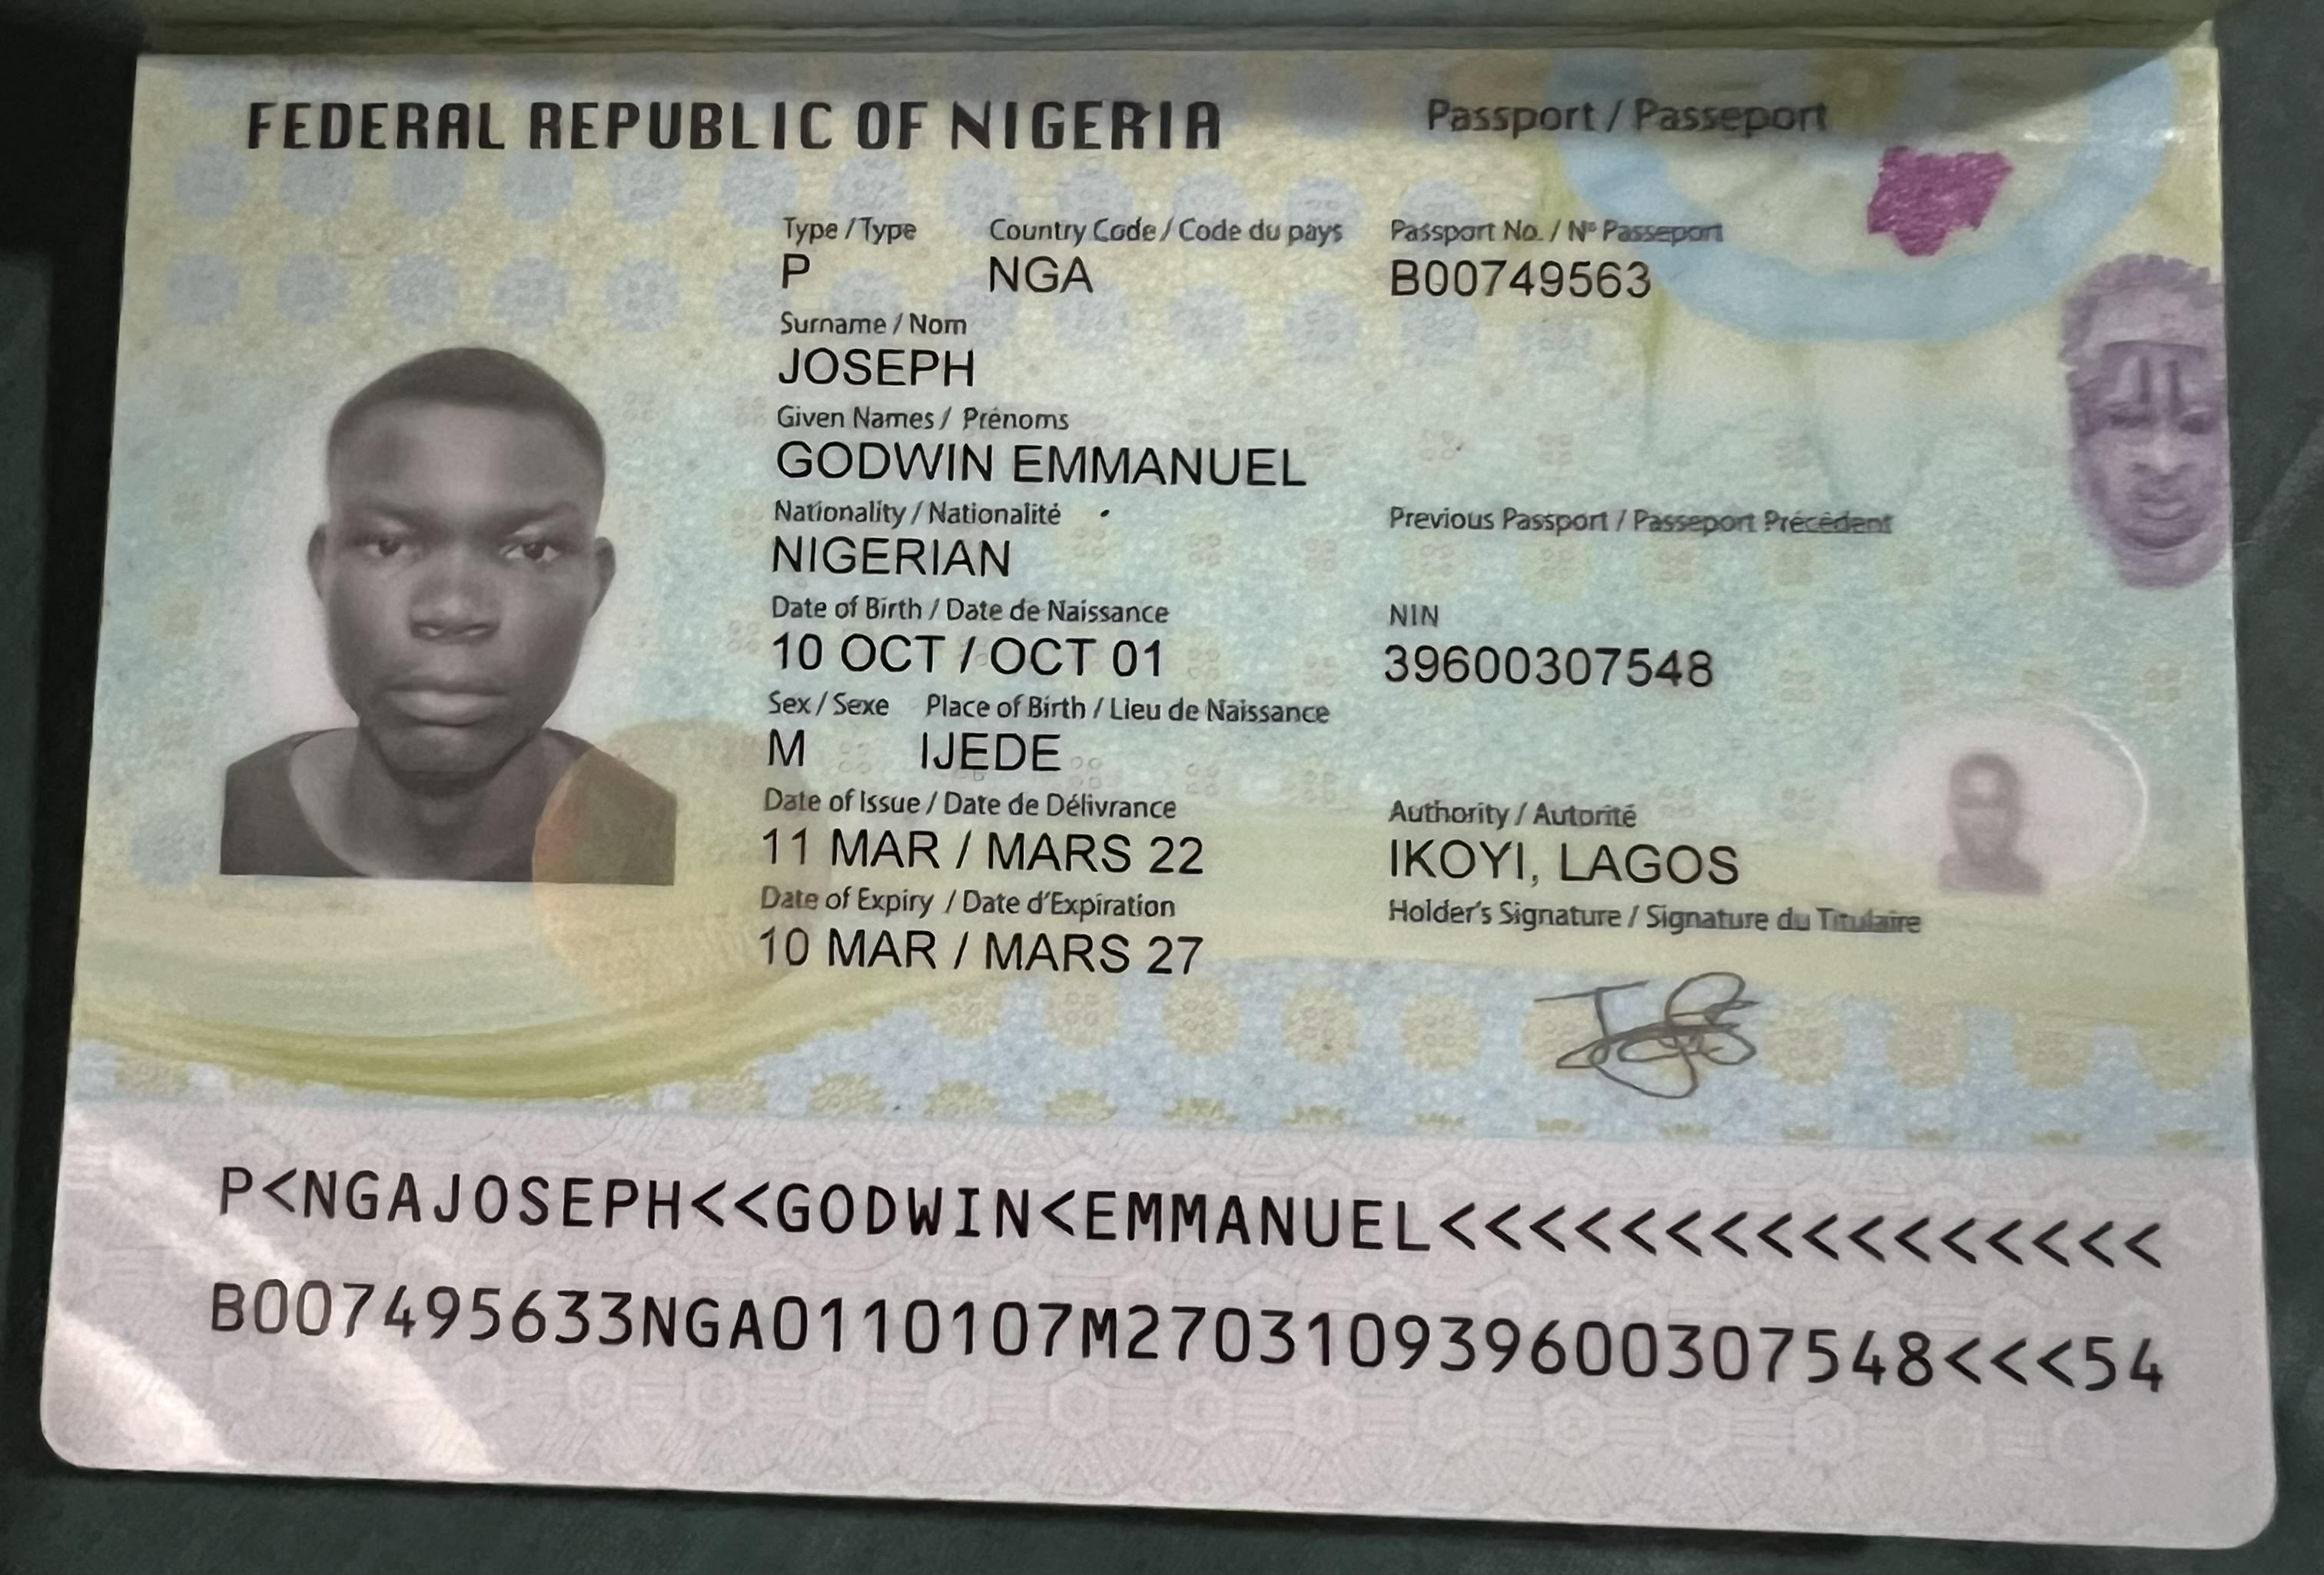 FEDERAL REPUBLIC OF NIGERIA Passport / Passeport
Type / Type Country Code / Code du pays Passport No. / N° Passeport
P NGA B00749563
Surname / Nom
JOSEPH
Given Names / Prénoms
GODWIN EMMANUEL
Nationality / Nationalité Previous Passport / Passeport Précédent
NIGERIAN
Date of Birth / Date de Naissance NIN
10 OCT / OCT 01 39600307548
Sex / Sexe Place of Birth / Lieu de Naissance
M IJEDE
Date of Issue / Date de Délivrance Authority / Autorité
11 MAR / MARS 22 IKOYI, LAGOS
Date of Expiry / Date d'Expiration Holder's Signature / Signature du Titulaire
10 MAR / MARS 27
P<NGAJOSEPH<<GODWIN<EMMANUEL<<<<<<<<<<<<<<<<
B007495633NGA0110107M270310939600307548<<<54